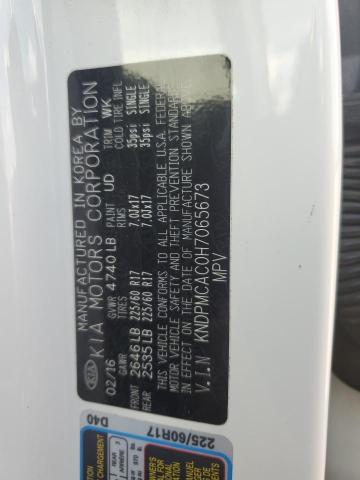 MANUFACTURED IN KOREA BY
KIA MOTORS CORPORATION
02/16 GVWR 4740LB PAINT UD TRIM WK
GAWR TIRES RIMS COLD TIRE INFL
FRONT 2646LB 225/60 R17 7.0JX17 35psi SINGLE
REAR 2535LB 225/60 R17 7.0JX17 35psi SINGLE
THIS VEHICLE CONFORMS TO ALL APPLICABLE U.S.A. FEDERAL
MOTOR VEHICLE SAFETY AND THEFT PREVENTION STANDARDS
IN EFFECT ON THE DATE OF MANUFACTURE SHOWN ABOVE.
V.I.N KNDPMCAC0H7065673
MPV
D40
225/60R17
CHARGEMENT
REAR
ARRIÈRE